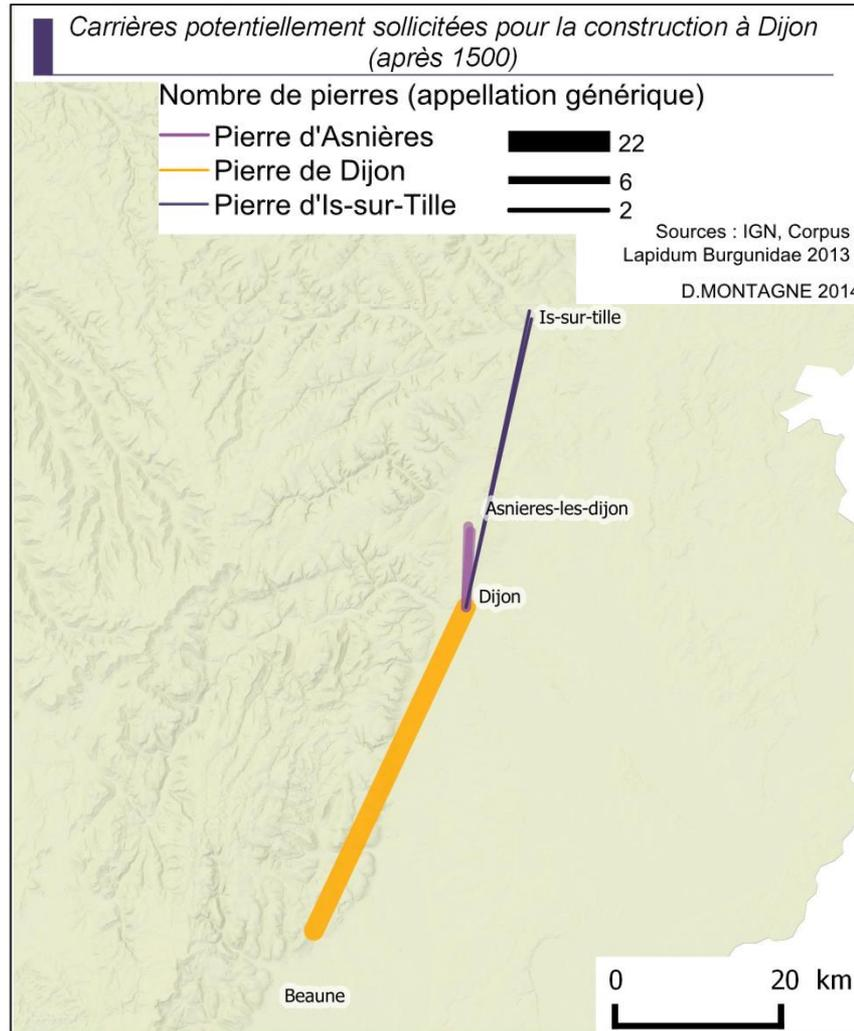 Carrières potentiellement sollicitées pour la construction à Dijon
(après 1500)
Nombre de pierres (appellation générique)
Pierre d'Asnières
22
Pierre de Dijon
6
Pierre d'Is-sur-Tille
2
Sources : IGN, Corpus
Lapidum Burgunidae 2013
D.MONTAGNE 2014
Is-sur-tille
Asnieres-les-dijon
Dijon
Beaune
0 20 km